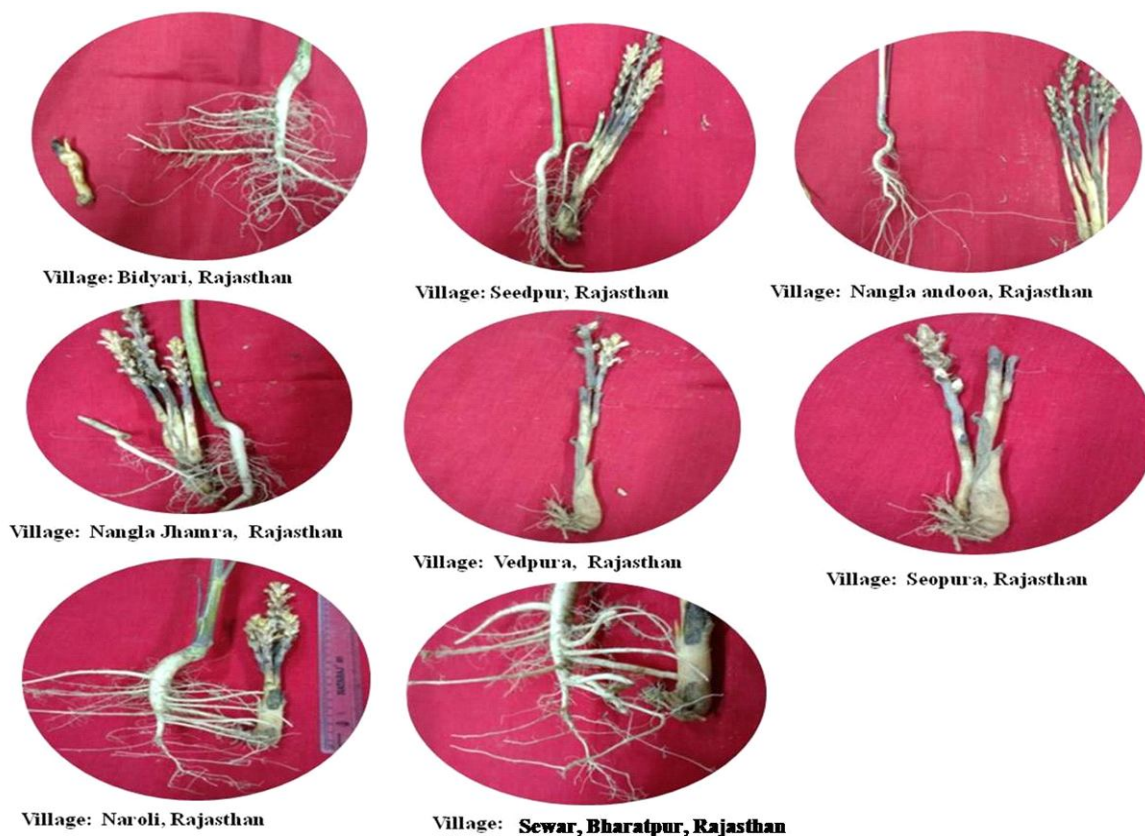 Village: Bidyari, Rajasthan
Village: Seedpur, Rajasthan
Village: Nangla andooa, Rajasthan
Village: Nangla Jhamra, Rajasthan
Village: Vedpura, Rajasthan
Village: Seopura, Rajasthan
Village: Naroli, Rajasthan
Village: Sewar, Bharatpur, Rajasthan